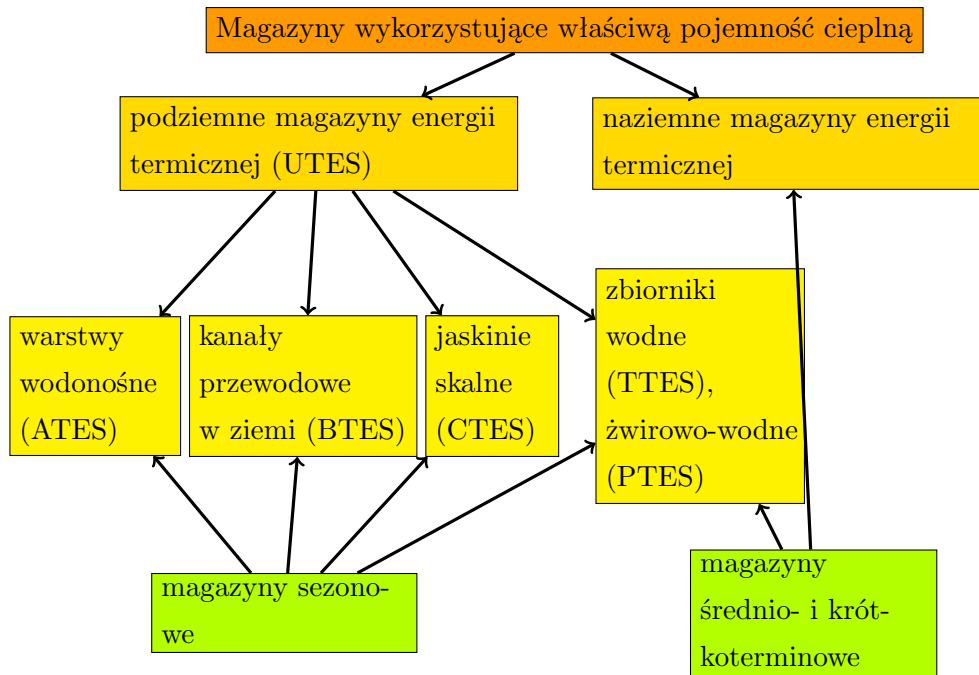 Magazyny wykorzystujące właściwą pojemność cieplną
podziemne magazyny energii
termicznej (UTES)
naziemne magazyny energii
termicznej
warstwy
wodonośne
(ATES)
kanały
przewodowe
w ziemi (BTES)
jaskinie
skalne
(CTES)
zbiorniki
wodne
(TTES),
żwirowo-wodne
(PTES)
magazyny sezono-
we
magazyny
średnio- i krót-
koterminowe